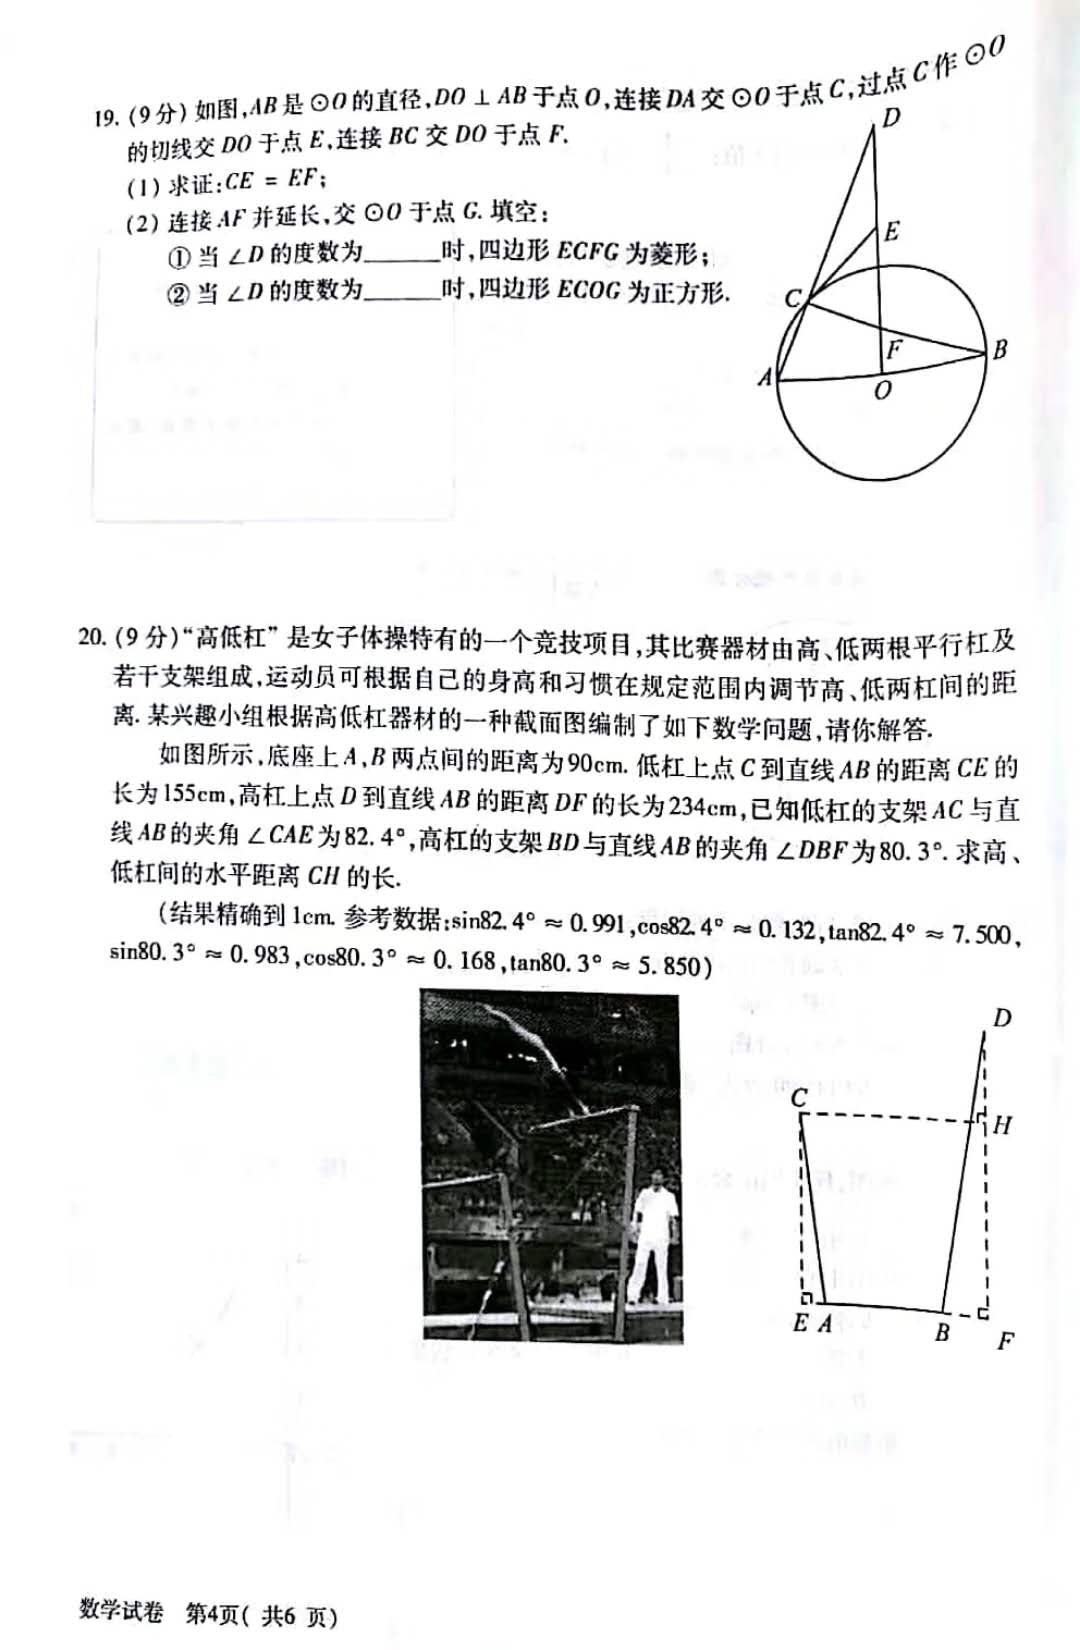 19. (9分) 如图,AB是⊙O的直径,DO⊥AB于点O,连接DA交⊙O于点C,过点C作⊙O
的切线交DO于点E,连接BC交DO于点F.
(1) 求证:CE = EF;
(2) 连接AF并延长,交⊙O于点G.填空:
①当∠D的度数为______时,四边形ECFG为菱形;
②当∠D的度数为______时,四边形ECOG为正方形.
D
E
C
F
B
A
O
20. (9分)“高低杠”是女子体操特有的一个竞技项目,其比赛器材由高、低两根平行杠及
若干支架组成,运动员可根据自己的身高和习惯在规定范围内调节高、低两杠间的距
离.某兴趣小组根据高低杠器材的一种截面图编制了如下数学问题,请你解答.
如图所示,底座上A,B两点间的距离为90cm.低杠上点C到直线AB的距离CE的
长为155cm,高杠上点D到直线AB的距离DF的长为234cm,已知低杠的支架AC与直
线AB的夹角∠CAE为82.4°,高杠的支架BD与直线AB的夹角∠DBF为80.3°.求高、
低杠间的水平距离CH的长.
(结果精确到1cm.参考数据:sin82.4°≈0.991,cos82.4°≈0.132,tan82.4°≈7.500,
sin80.3°≈0.983,cos80.3°≈0.168,tan80.3°≈5.850)
D
C
H
E A
B
F
数学试卷 第4页( 共6 页)